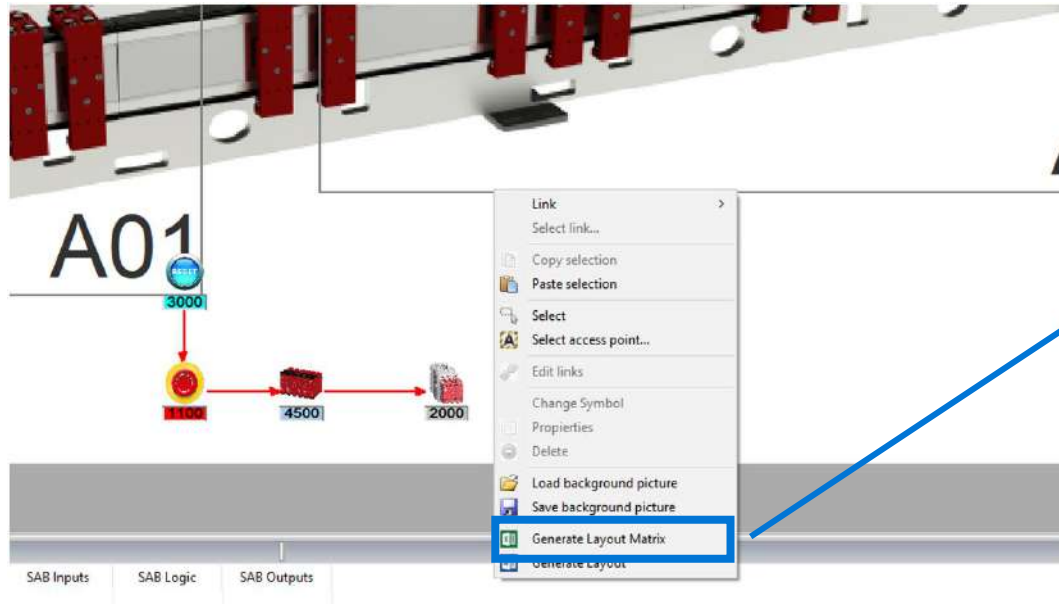 A01
RESET
3000
1100
4500
2000
Link
Select link...
Copy selection
Paste selection
Select
Select access point...
Edit links
Change Symbol
Propierties
Delete
Load background picture
Save background picture
Generate Layout Matrix
Generate Layout
SAB Inputs SAB Logic SAB Outputs